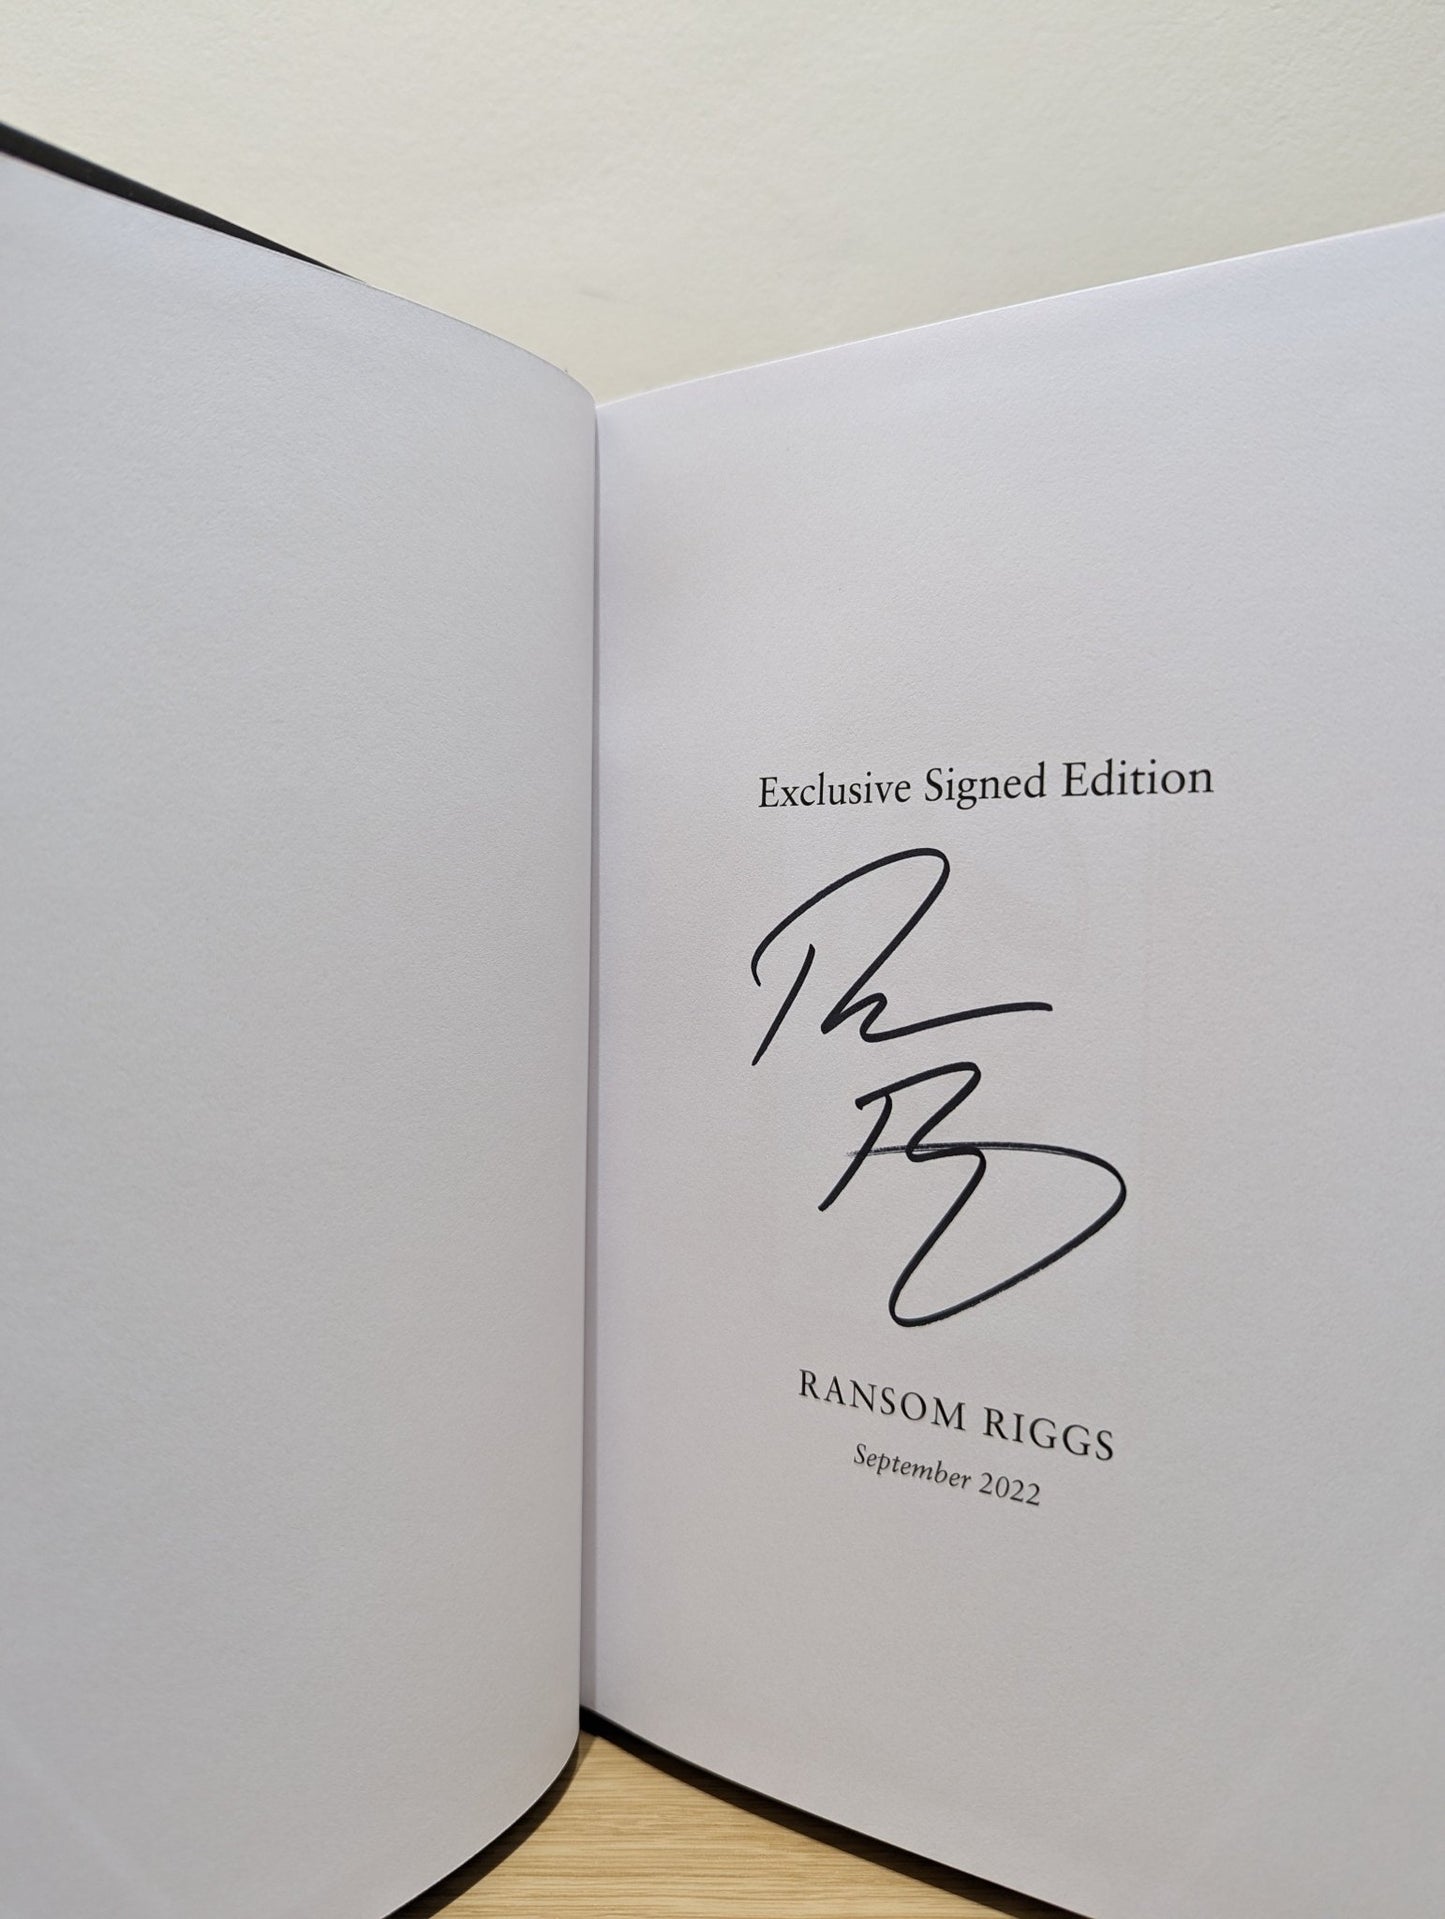 Exclusive Signed Edition
RANSOM RIGGS
September 2022